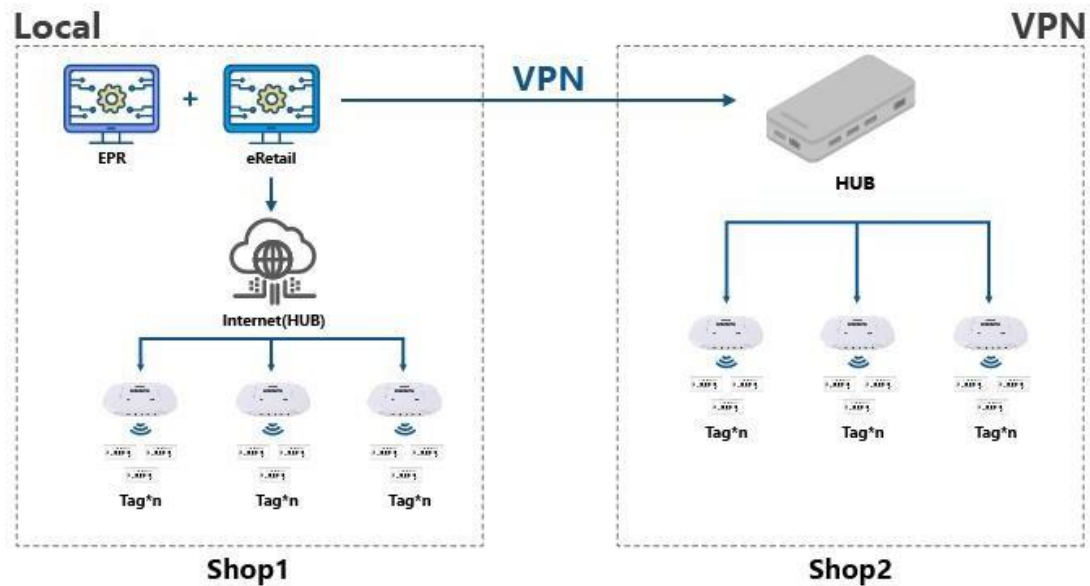 Local
VPN
VPN
EPR
+
eRetail
HUB
Internet(HUB)
Tag*n
Tag*n
Tag*n
Tag*n
Tag*n
Tag*n
Shop1
Shop2